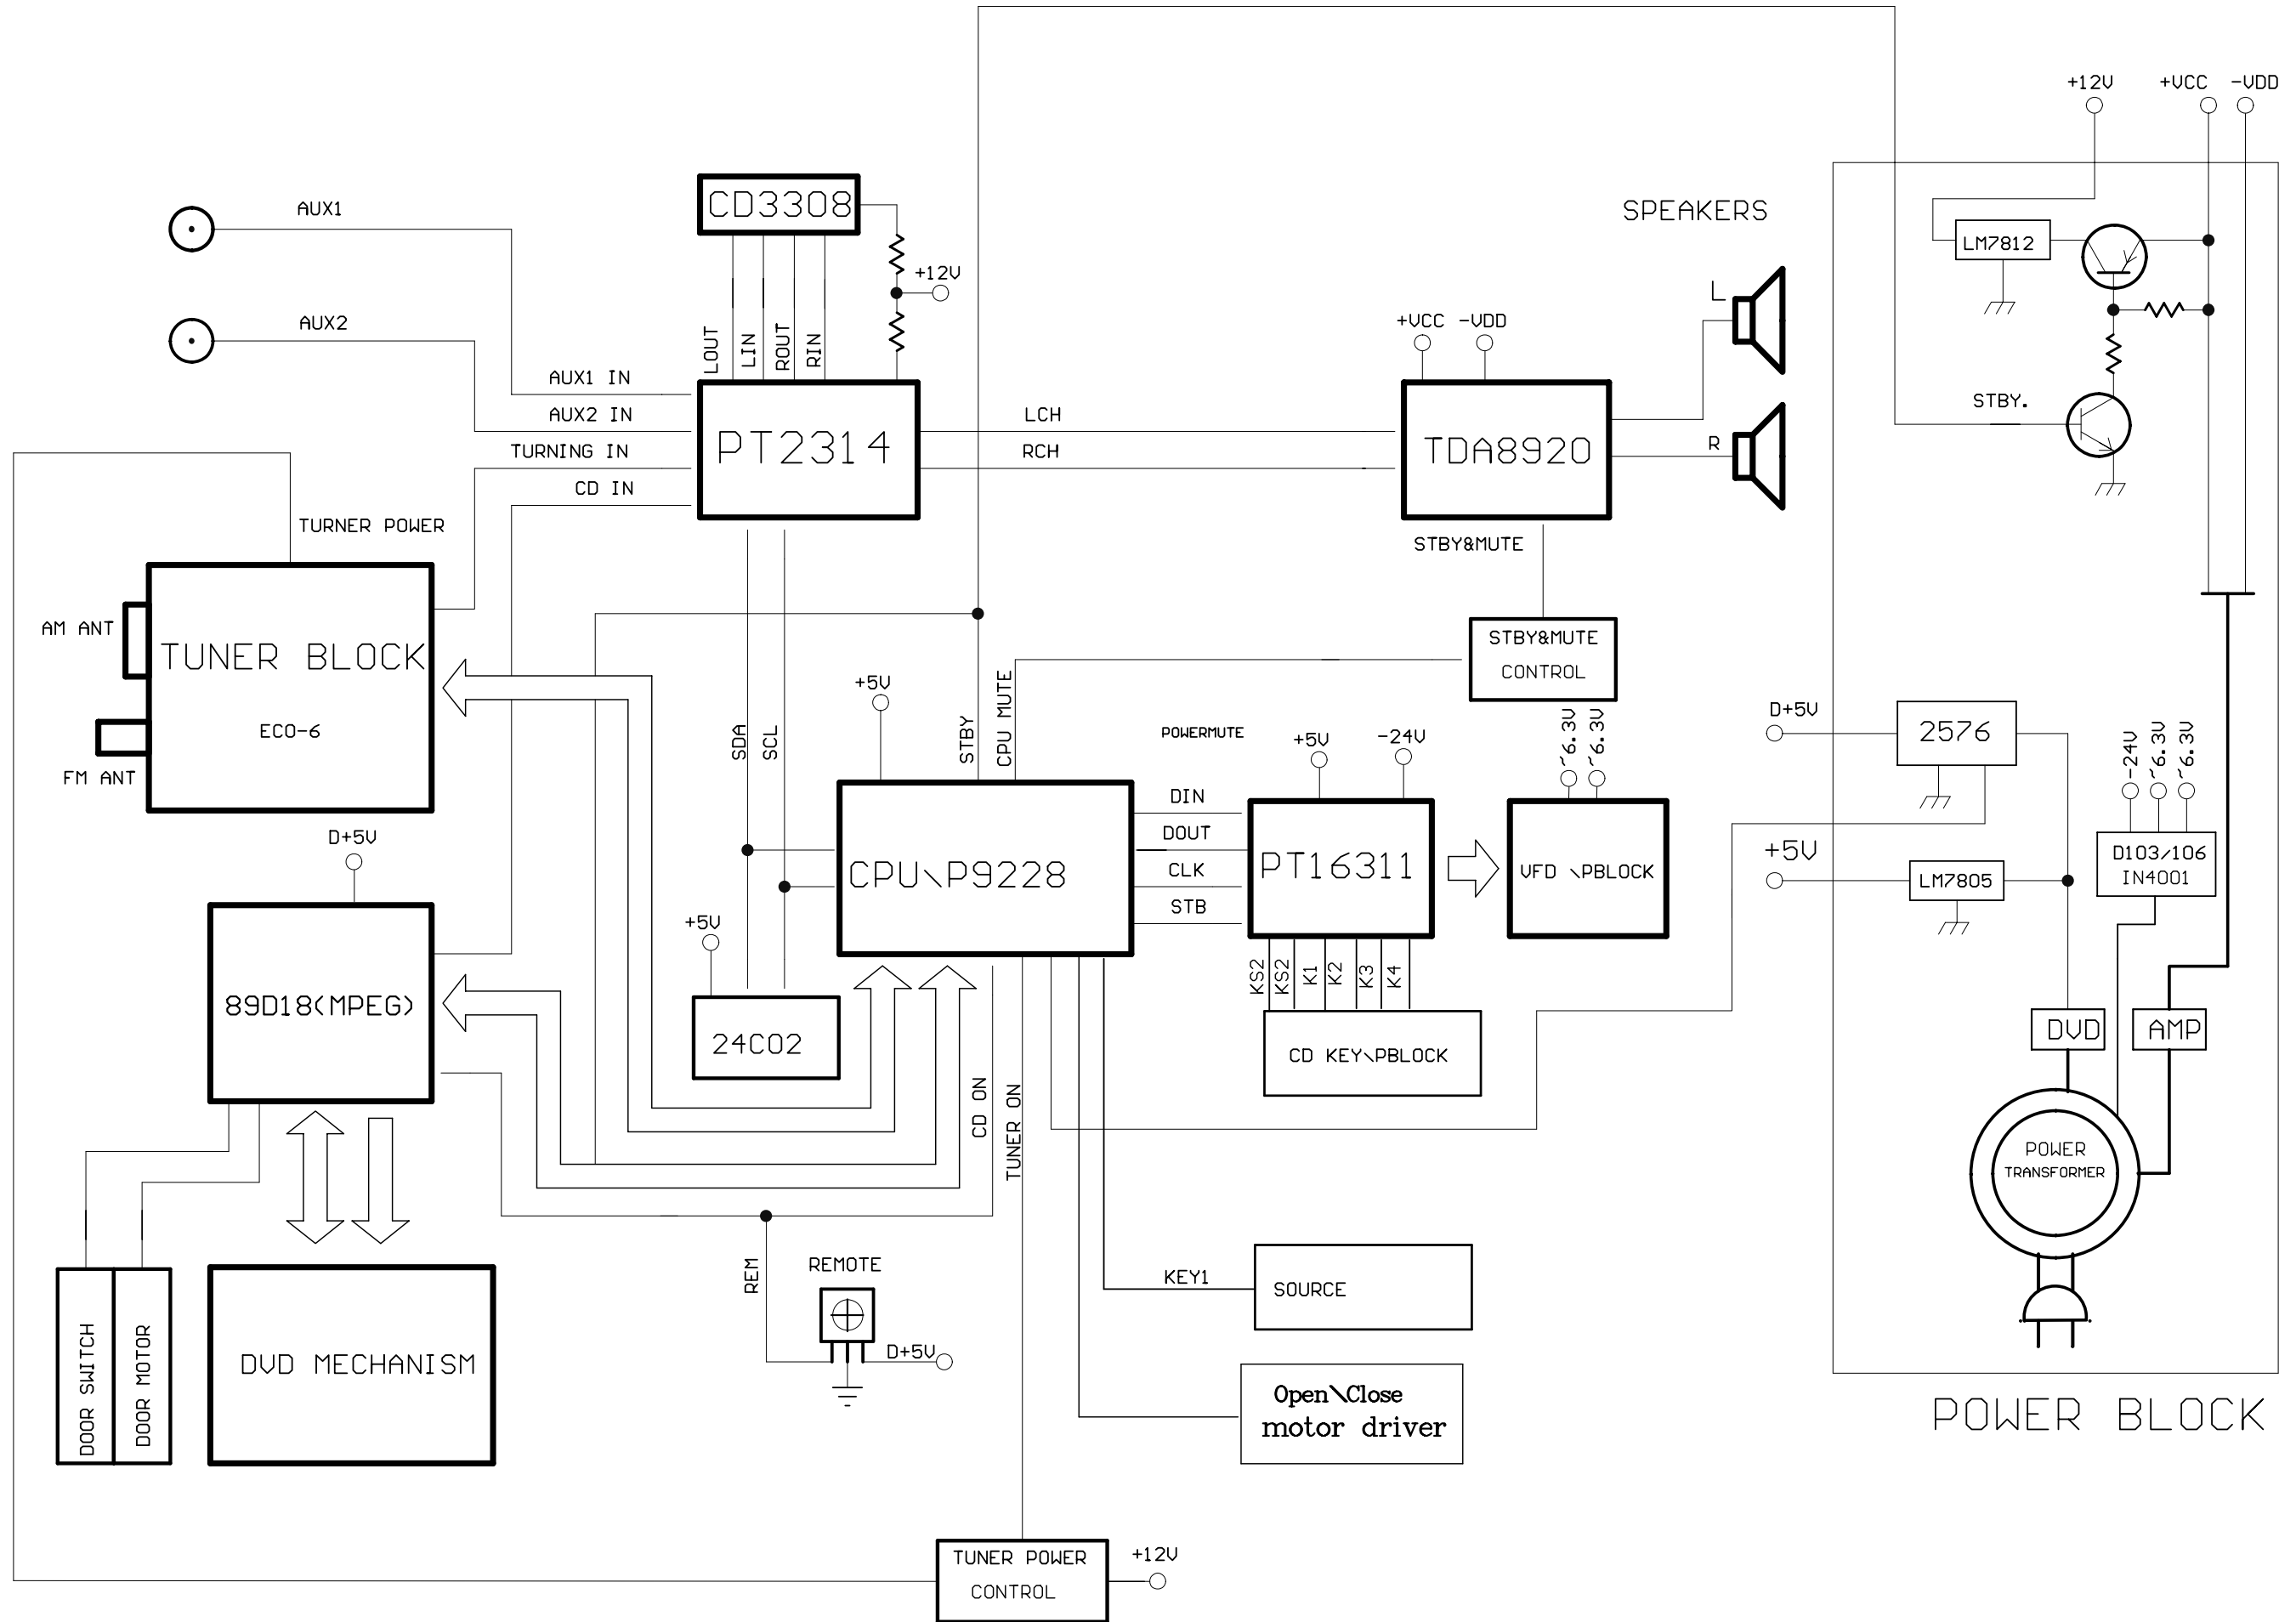 +12V
+VCC
-VDD
CD3308
AUX1
SPEAKERS
LM7812
+12V
L
AUX2
LOUT
LIN
ROUT
RIN
+VCC
-VDD
AUX1 IN
AUX2 IN
LCH
STBY.
PT2314
TDA8920
R
TURNING IN
RCH
CD IN
TURNER POWER
STBY&MUTE
AM ANT
TUNER BLOCK
ECO-6
FM ANT
STBY&MUTE
CONTROL
+5V
SDA
SCL
STBY
CPU MUTE
POWERMUTE
+5V
-24V
~6.3V
~6.3V
D+5V
2576
-24V
~6.3V
~6.3V
DIN
DOUT
CLK
STB
D+5V
CPU\P9228
PT16311
VFD \PBLOCK
+5V
LM7805
D103/106
IN4001
+5V
89D18(MPEG)
24C02
KS2
KS2
K1
K2
K3
K4
CD KEY\PBLOCK
DVD
AMP
CD ON
TUNER ON
POWER
TRANSFORMER
REM
REMOTE
D+5V
KEY1
SOURCE
DOOR SWITCH
DOOR MOTOR
DVD MECHANISM
Open\Close
motor driver
POWER BLOCK
TUNER POWER
CONTROL
+12V